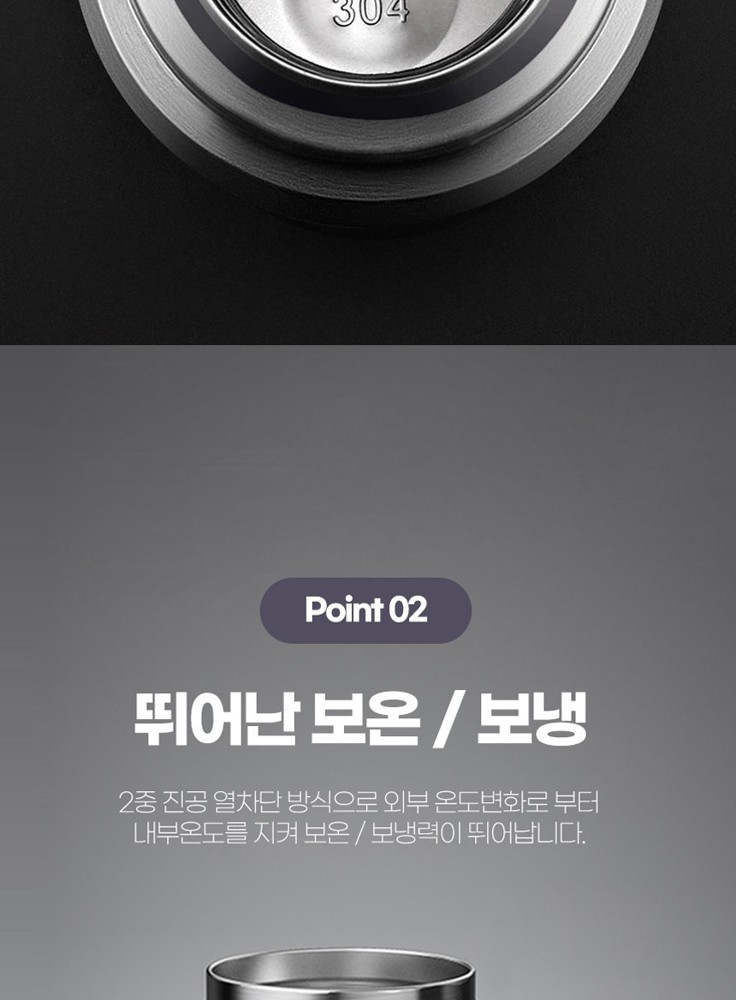 304
Point 02
뛰어난 보온 / 보냉
2중 진공 열차단 방식으로 외부 온도변화로 부터
내부온도를 지켜 보온 / 보냉력이 뛰어납니다.